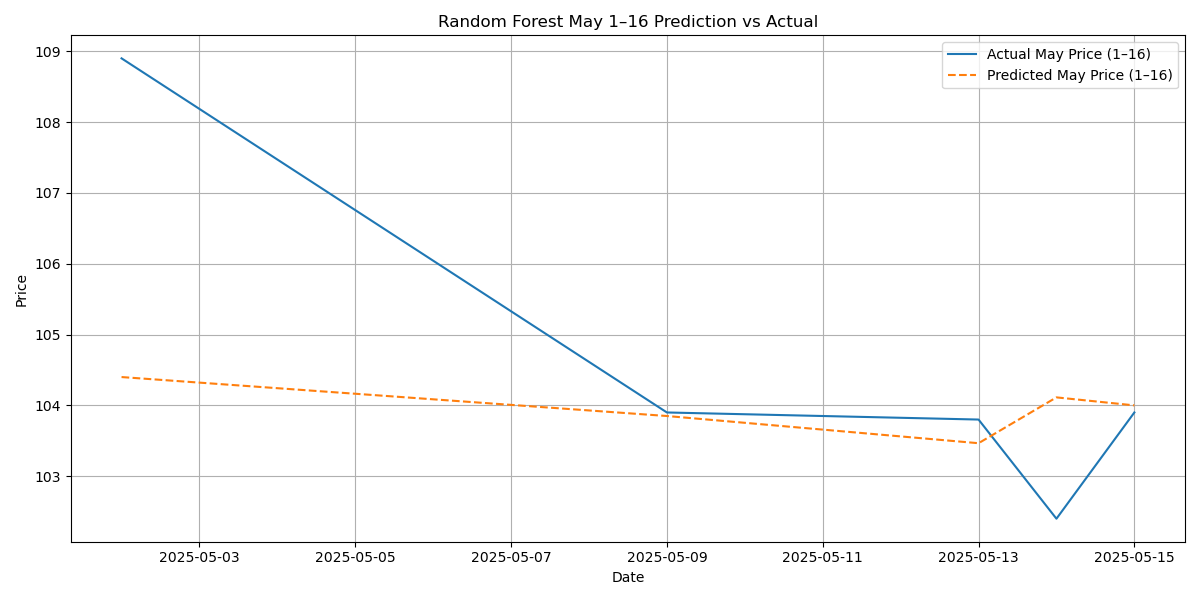 Random Forest May 1–16 Prediction vs Actual
Actual May Price (1–16)
Predicted May Price (1–16)
109
108
107
106
105
104
103
Price
2025-05-03
2025-05-05
2025-05-07
2025-05-09
2025-05-11
2025-05-13
2025-05-15
Date